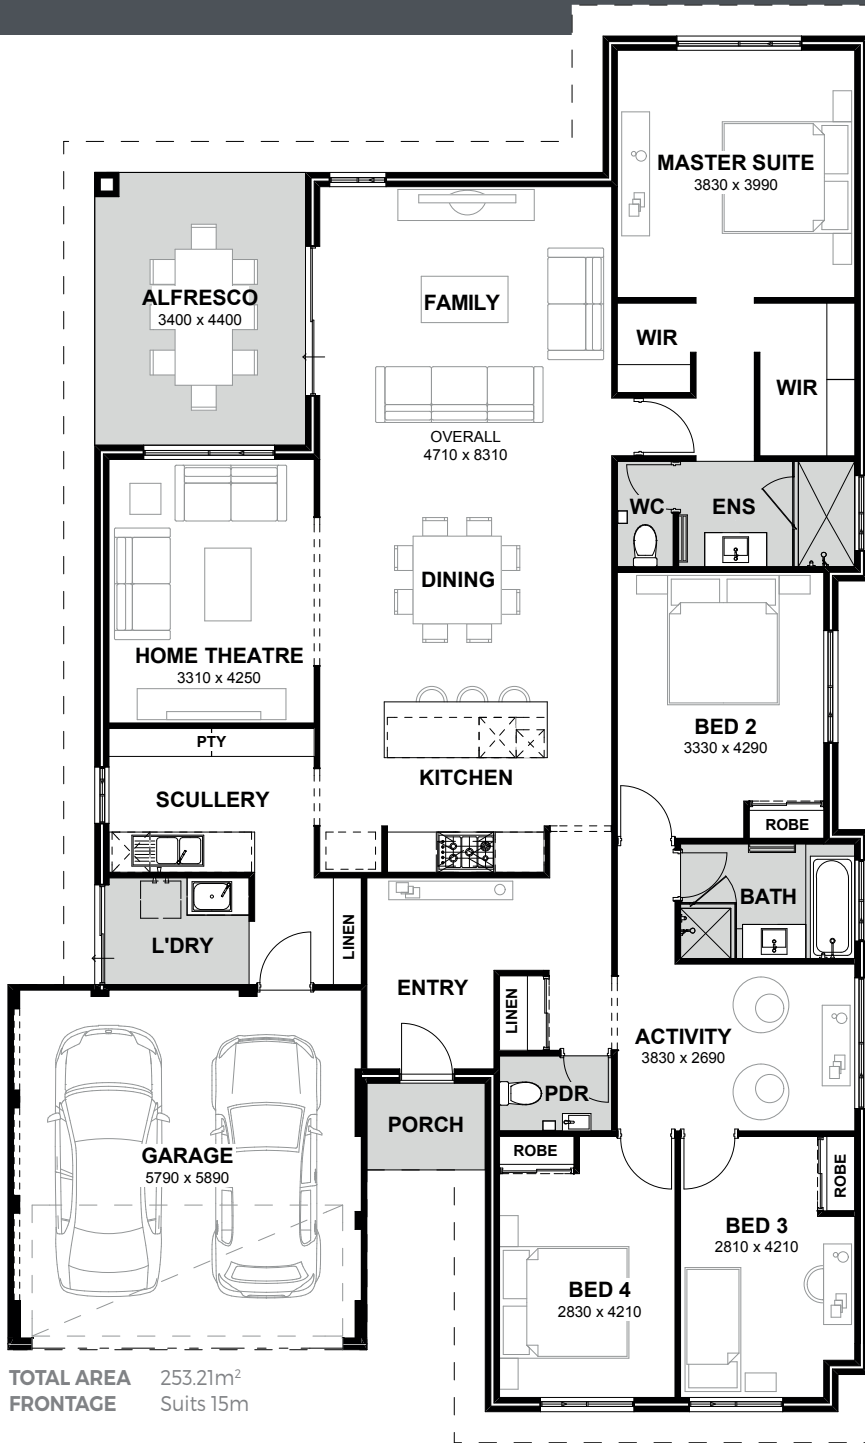 MASTER SUITE
3830 x 3990
ALFRESCO
3400 x 4400
FAMILY
WIR
WIR
OVERALL
4710 x 8310
WC
ENS
DINING
HOME THEATRE
3310 x 4250
BED 2
3330 x 4290
PTY
KITCHEN
SCULLERY
ROBE
BATH
L'DRY
LINEN
ENTRY
LINEN
ACTIVITY
3830 x 2690
PDR
PORCH
GARAGE
5790 x 5890
ROBE
ROBE
BED 3
2810 x 4210
BED 4
2830 x 4210
TOTAL AREA 253.21m²
FRONTAGE Suits 15m